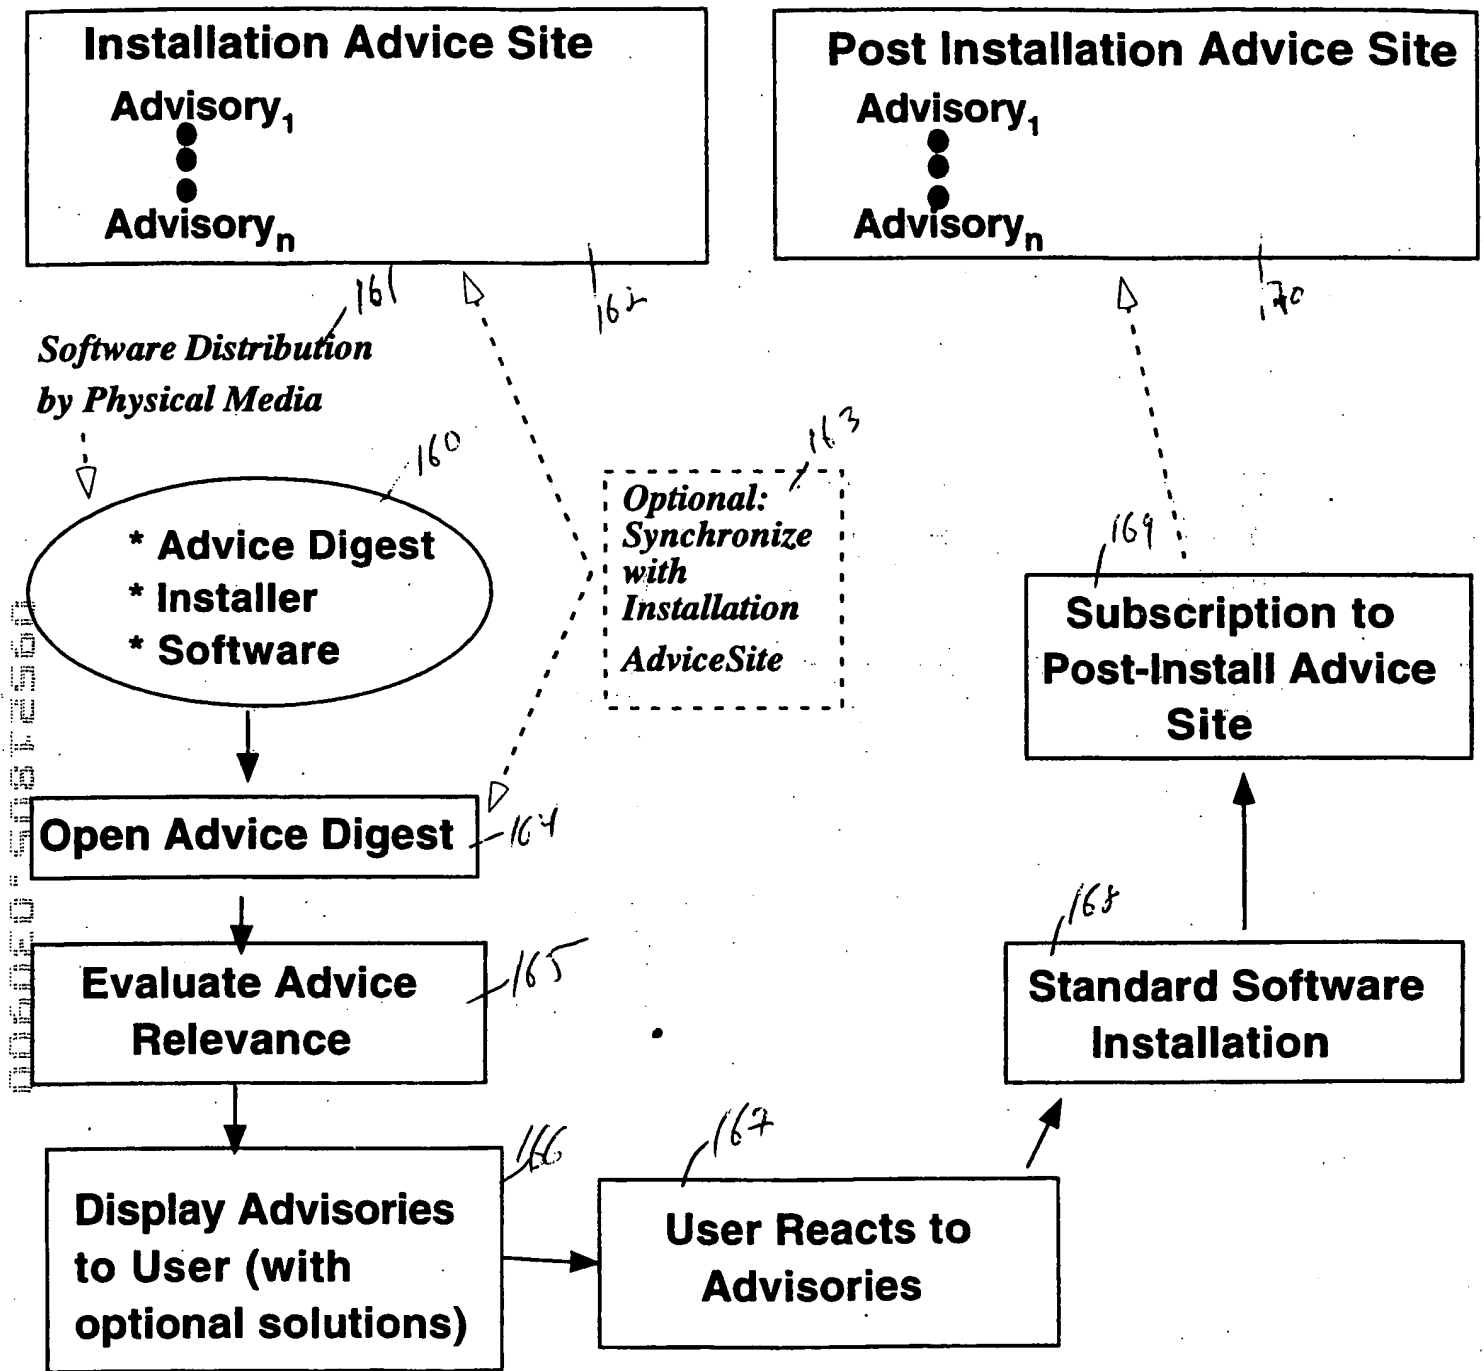 Installation Advice Site
Advisory1
Advisoryn
161
162
Post Installation Advice Site
Advisory1
Advisoryn
170
Software Distribution
by Physical Media
160
* Advice Digest
* Installer
* Software
163
Optional:
Synchronize
with
Installation
AdviceSite
169
Subscription to
Post-Install Advice
Site
Open Advice Digest
164
Evaluate Advice
Relevance
165
168
Standard Software
Installation
166
Display Advisories
to User (with
optional solutions)
167
User Reacts to
Advisories